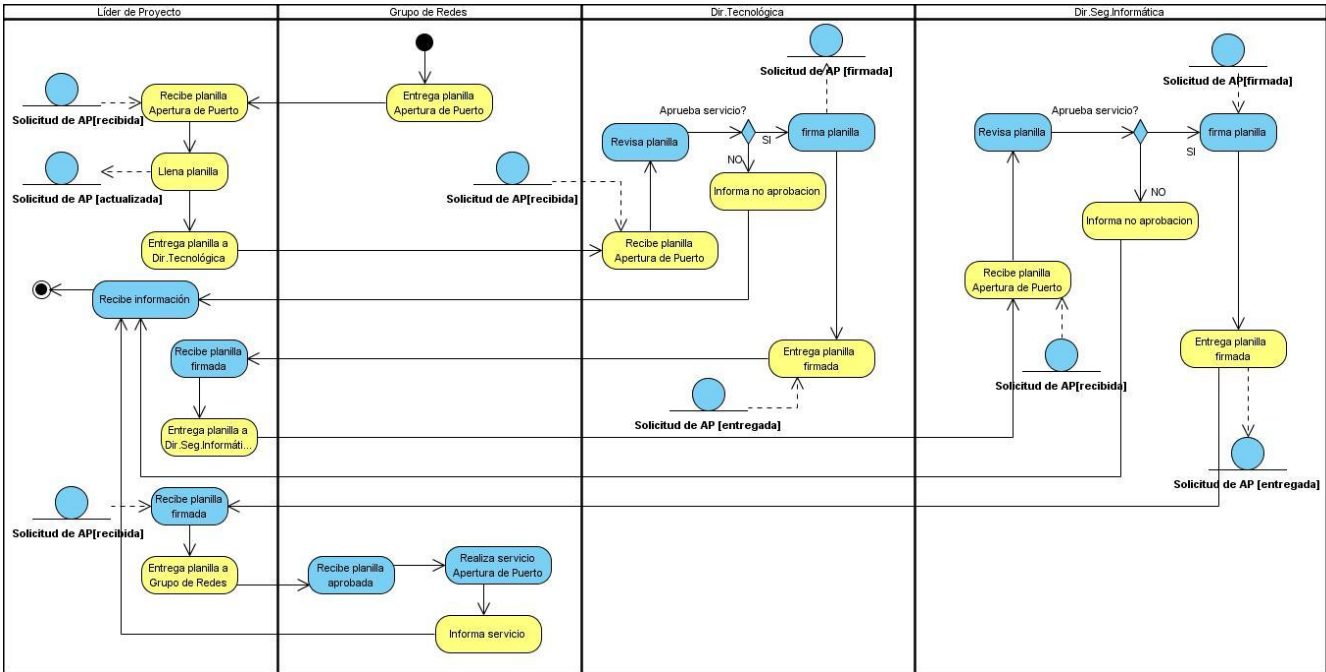 Líder de Proyecto
Grupo de Redes
Dir.Tecnológica
Dir.Seg.Informática
Solicitud de AP[recibida]
Recibe planilla
Apertura de Puerto
Entrega planilla
Apertura de Puerto
Solicitud de AP [actualizada]
Llena planilla
Entrega planilla a
Dir.Tecnológica
Recibe información
Recibe planilla
firmada
Entrega planilla a
Dir.Seg.Informáti...
Solicitud de AP[recibida]
Recibe planilla
firmada
Entrega planilla a
Grupo de Redes
Recibe planilla
aprobada
Realiza servicio
Apertura de Puerto
Informa servicio
Solicitud de AP[recibida]
Solicitud de AP [firmada]
Aprueba servicio?
Revisa planilla
SI
firma planilla
NO
Informa no aprobacion
Recibe planilla
Apertura de Puerto
Entrega planilla
firmada
Solicitud de AP [entregada]
Solicitud de AP[firmada]
Aprueba servicio?
Revisa planilla
SI
firma planilla
NO
Informa no aprobacion
Recibe planilla
Apertura de Puerto
Solicitud de AP[recibida]
Entrega planilla
firmada
Solicitud de AP [entregada]